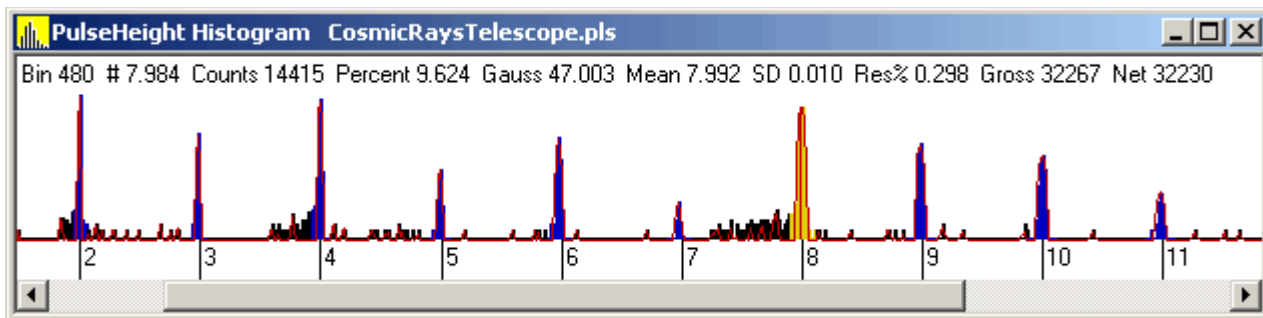 PulseHeight Histogram CosmicRaysTelescope.pls
Bin 480 # 7.984 Counts 14415 Percent 9.624 Gauss 47.003 Mean 7.992 SD 0.010 Res% 0.298 Gross 32267 Net 32230
2 3 4 5 6 7 8 9 10 11